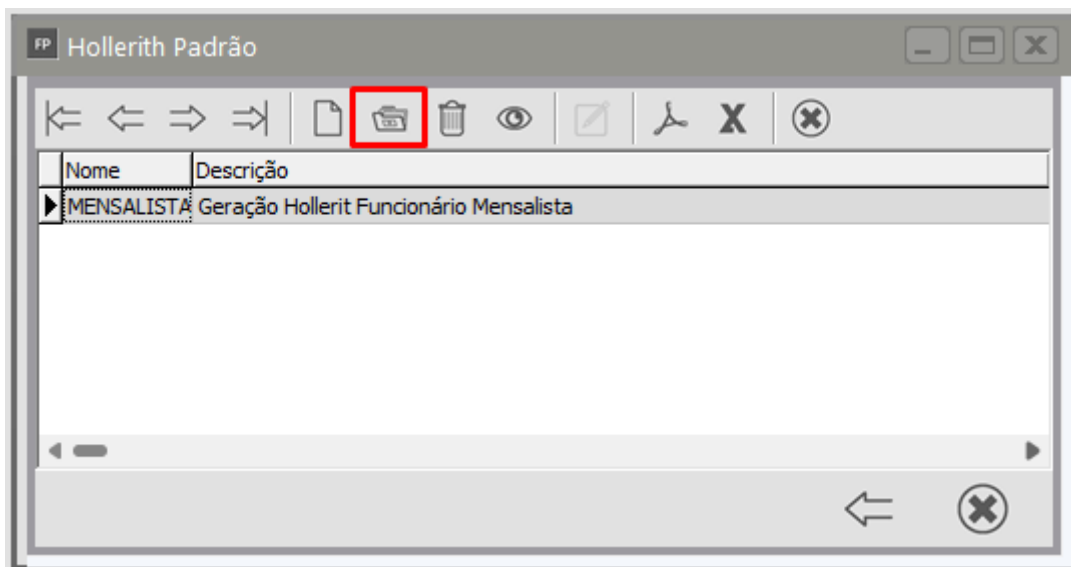 FP Hollerith Padrão
Nome Descrição
MENSALISTA Geração Hollerit Funcionário Mensalista